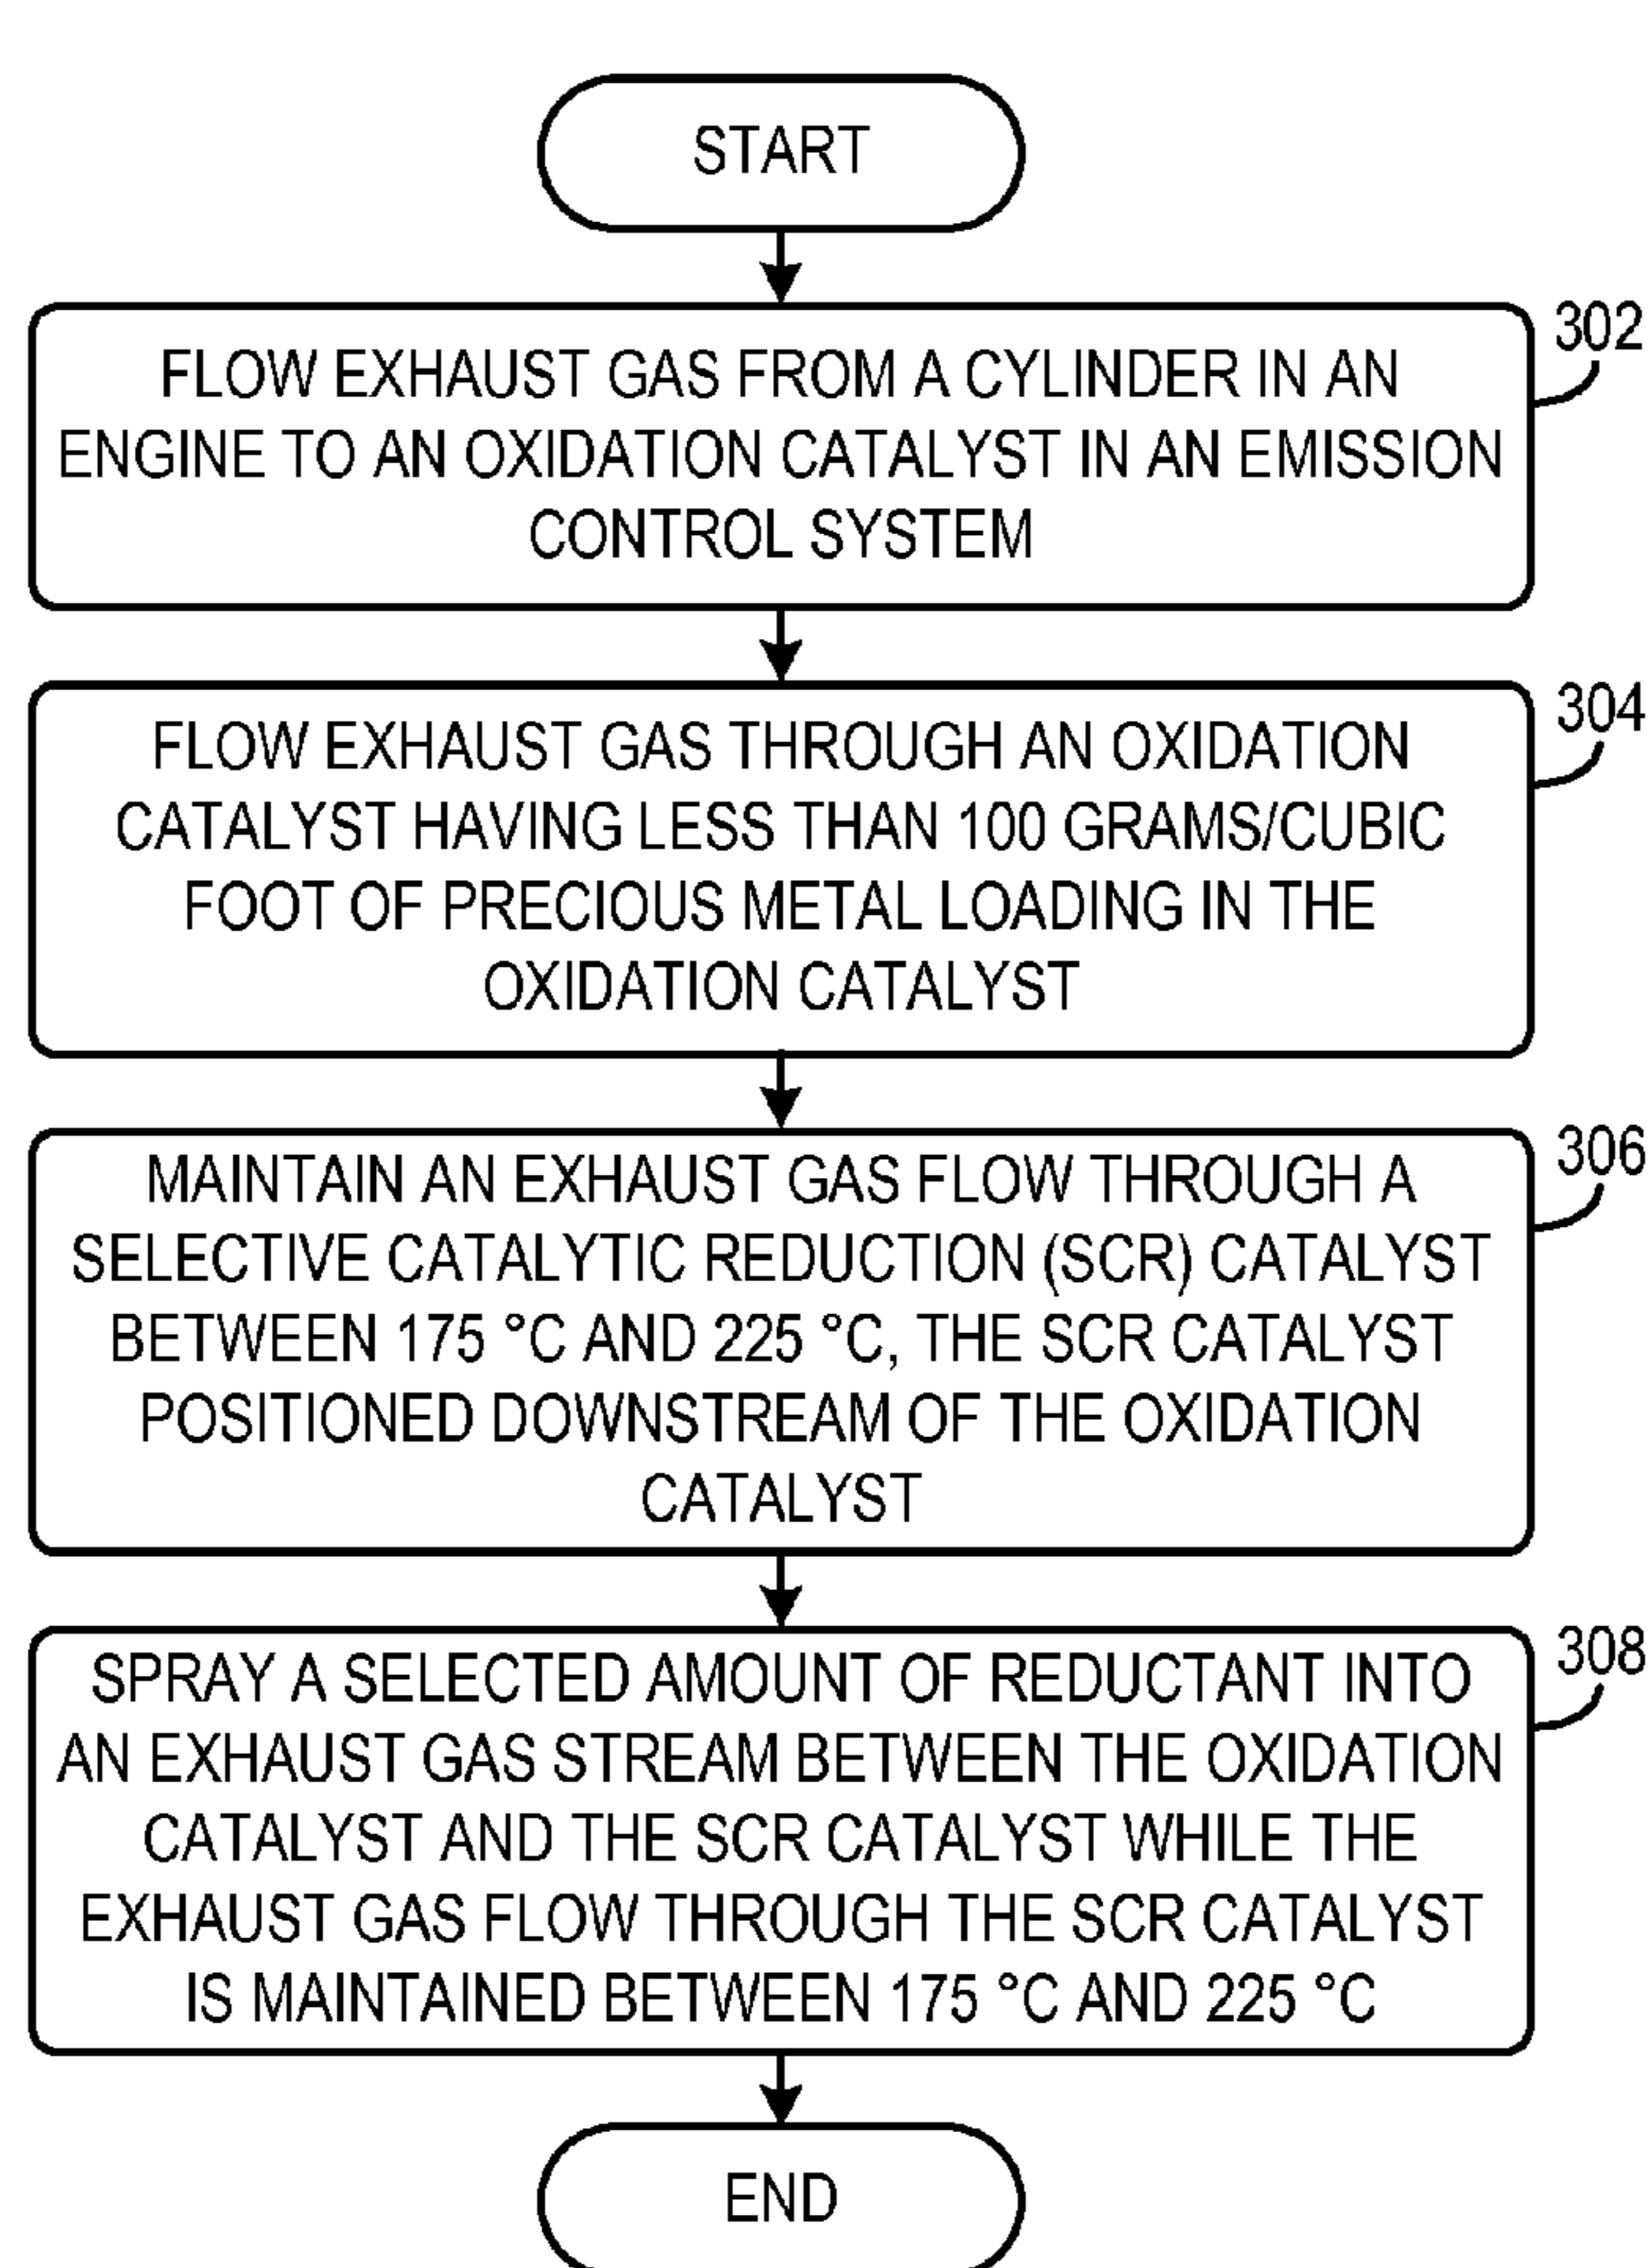 START
302
FLOW EXHAUST GAS FROM A CYLINDER IN AN
ENGINE TO AN OXIDATION CATALYST IN AN EMISSION
CONTROL SYSTEM
304
FLOW EXHAUST GAS THROUGH AN OXIDATION
CATALYST HAVING LESS THAN 100 GRAMS/CUBIC
FOOT OF PRECIOUS METAL LOADING IN THE
OXIDATION CATALYST
306
MAINTAIN AN EXHAUST GAS FLOW THROUGH A
SELECTIVE CATALYTIC REDUCTION (SCR) CATALYST
BETWEEN 175 °C AND 225 °C, THE SCR CATALYST
POSITIONED DOWNSTREAM OF THE OXIDATION
CATALYST
308
SPRAY A SELECTED AMOUNT OF REDUCTANT INTO
AN EXHAUST GAS STREAM BETWEEN THE OXIDATION
CATALYST AND THE SCR CATALYST WHILE THE
EXHAUST GAS FLOW THROUGH THE SCR CATALYST
IS MAINTAINED BETWEEN 175 °C AND 225 °C
END